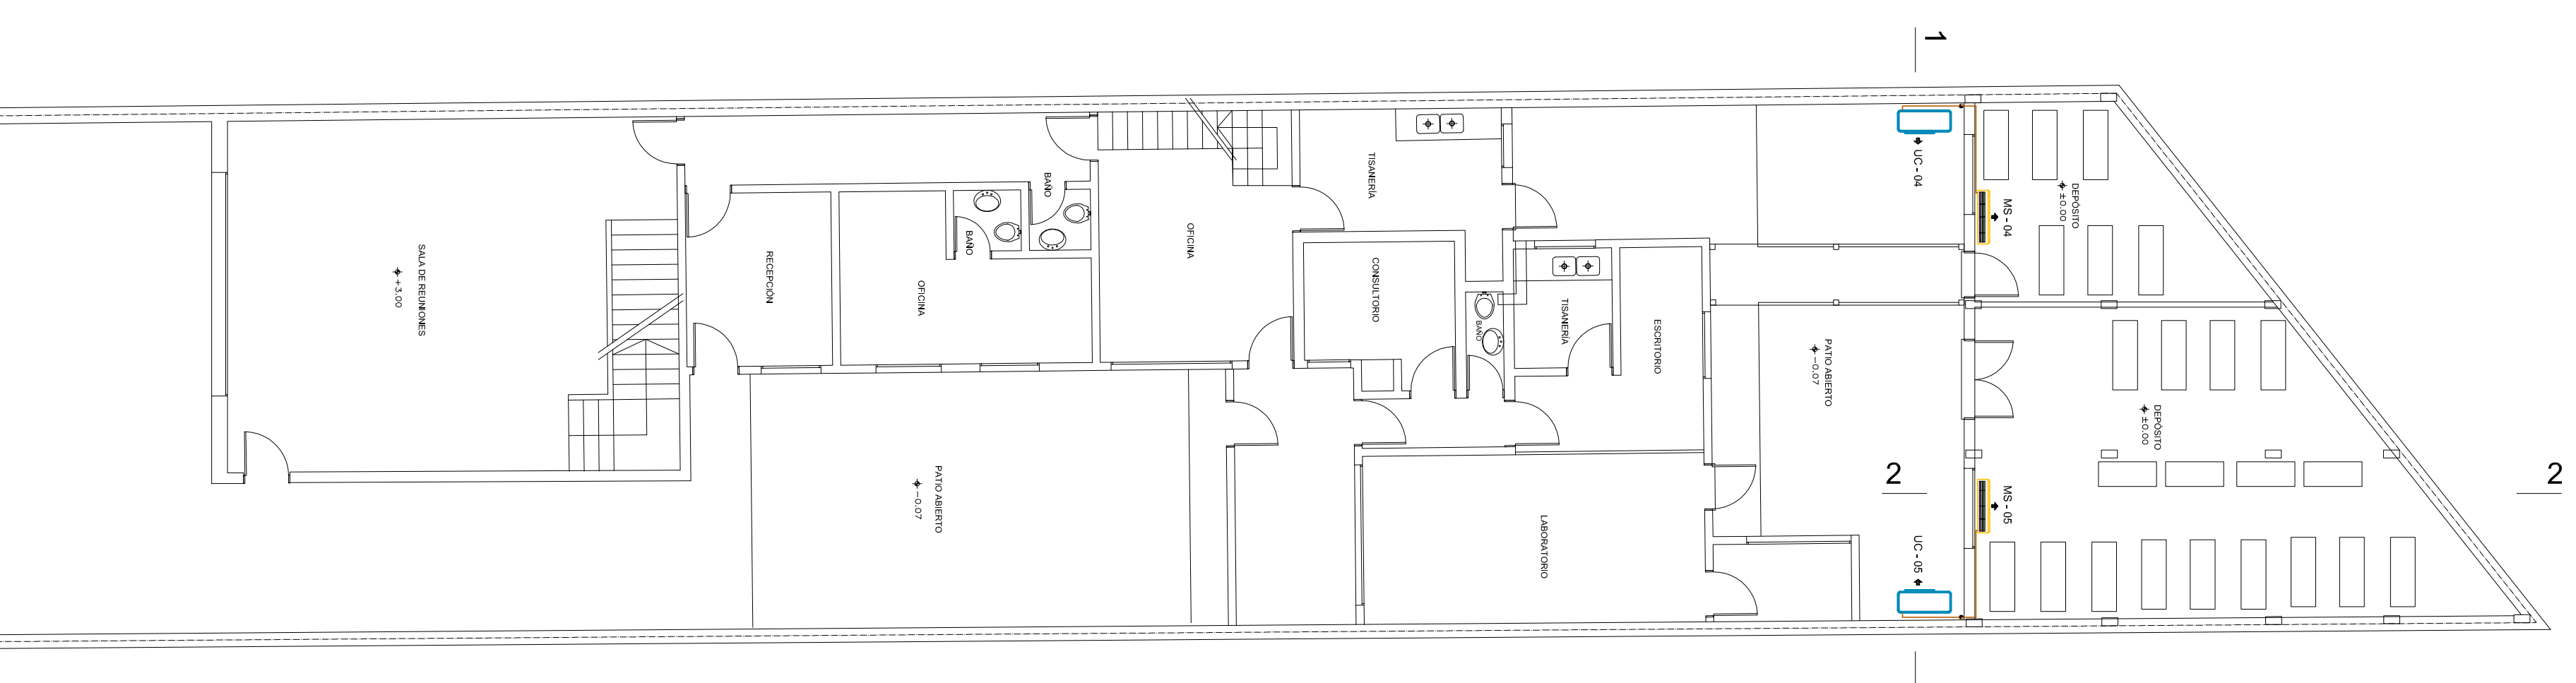 1
SALA DE REUNIONES
+3.00
RECEPCIÓN
OFICINA
BAÑO
BAÑO
OFICINA
TISANERÍA
CONSULTORIO
BAÑO
TISANERÍA
ESCRITORIO
PATIO ABIERTO
-0.07
LABORATORIO
PATIO ABIERTO
-0.07
UC - 04
MS - 04
DEPÓSITO
±0.00
DEPÓSITO
±0.00
2
2
MS - 05
UC - 05